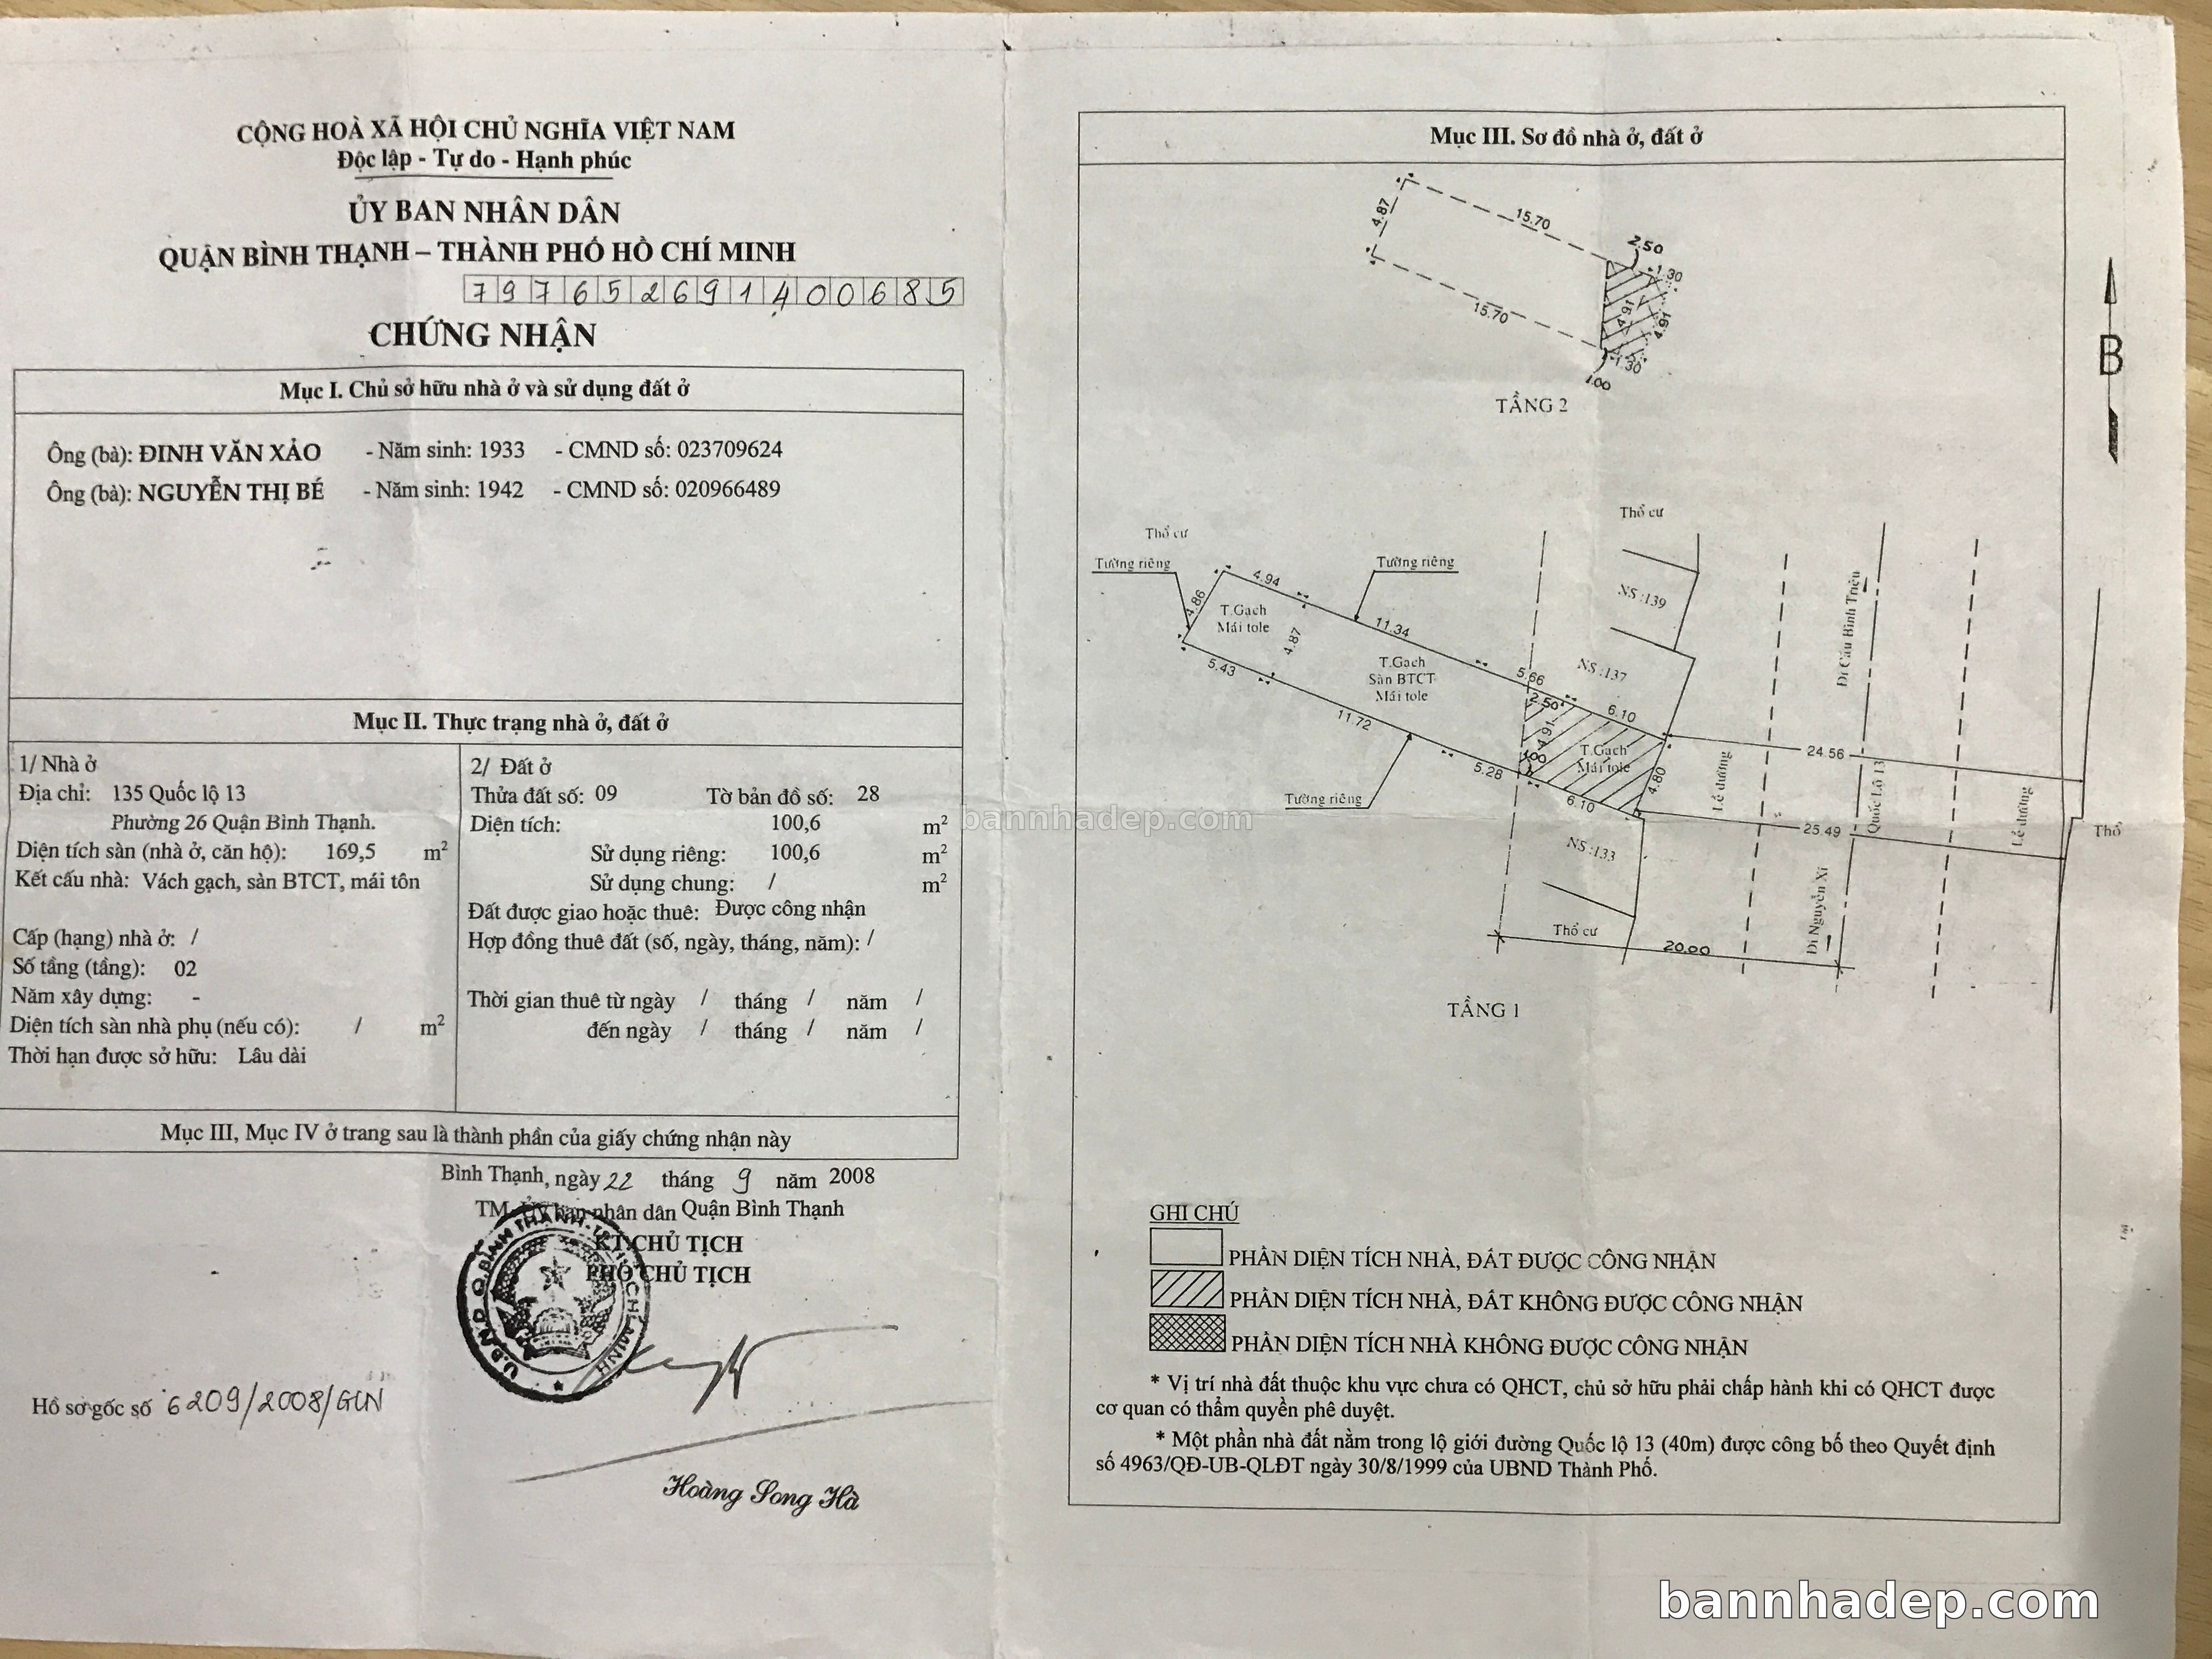 CỘNG HOÀ XÃ HỘI CHỦ NGHĨA VIỆT NAM
Độc lập - Tự do - Hạnh phúc
ỦY BAN NHÂN DÂN
QUẬN BÌNH THẠNH – THÀNH PHỐ HỒ CHÍ MINH
797652691400685
CHỨNG NHẬN
Mục I. Chủ sở hữu nhà ở và sử dụng đất ở
Ông (bà): ĐINH VĂN XẢO - Năm sinh: 1933 - CMND số: 023709624
Ông (bà): NGUYỄN THỊ BÉ - Năm sinh: 1942 - CMND số: 020966489
Mục II. Thực trạng nhà ở, đất ở
1/ Nhà ở
Địa chỉ: 135 Quốc lộ 13
Phường 26 Quận Bình Thạnh.
Diện tích sàn (nhà ở, căn hộ): 169,5 m2
Kết cấu nhà: Vách gạch, sàn BTCT, mái tôn
Cấp (hạng) nhà ở: /
Số tầng (tầng): 02
Năm xây dựng: -
Diện tích sàn nhà phụ (nếu có): / m2
Thời hạn được sở hữu: Lâu dài
2/ Đất ở
Thửa đất số: 09 Tờ bản đồ số: 28
Diện tích: 100,6 m2
Sử dụng riêng: 100,6 m2
Sử dụng chung: / m2
Đất được giao hoặc thuê: Được công nhận
Hợp đồng thuê đất (số, ngày, tháng, năm): /
Thời gian thuê từ ngày / tháng / năm /
đến ngày / tháng / năm /
Mục III, Mục IV ở trang sau là thành phần của giấy chứng nhận này
Bình Thạnh, ngày 22 tháng 9 năm 2008
TM. Ủy ban nhân dân Quận Bình Thạnh
KT CHỦ TỊCH
PHÓ CHỦ TỊCH
Hồ sơ gốc số 6209/2008/GCN
Hoàng Song Hà
Mục III. Sơ đồ nhà ở, đất ở
4.87
15.70
2.50
1.30
4.91
4.91
15.70
1.30
1.00
TẦNG 2
B
Thổ cư
Thổ cư
Tường riêng
Tường riêng
4.86
4.94
T.Gạch
Mái tole
4.87
11.34
NS:139
5.43
T.Gạch
Sàn BTCT
Mái tole
5.66
NS:137
2.50
6.10
11.72
4.91
T.Gạch
Mái tole
1.00
5.28
4.80
6.10
Tường riêng
NS:133
Thổ cư
20.00
24.56
25.49
Lề đường
Đi Cầu Bình Triệu
Quốc Lộ 13
Đi Nguyễn Xí
Lề đường
Thổ
TẦNG 1
GHI CHÚ
PHẦN DIỆN TÍCH NHÀ, ĐẤT ĐƯỢC CÔNG NHẬN
PHẦN DIỆN TÍCH NHÀ, ĐẤT KHÔNG ĐƯỢC CÔNG NHẬN
PHẦN DIỆN TÍCH NHÀ KHÔNG ĐƯỢC CÔNG NHẬN
* Vị trí nhà đất thuộc khu vực chưa có QHCT, chủ sở hữu phải chấp hành khi có QHCT được
cơ quan có thẩm quyền phê duyệt.
* Một phần nhà đất nằm trong lộ giới đường Quốc lộ 13 (40m) được công bố theo Quyết định
số 4963/QĐ-UB-QLĐT ngày 30/8/1999 của UBND Thành Phố.
bannhadep.com
bannhadep.com